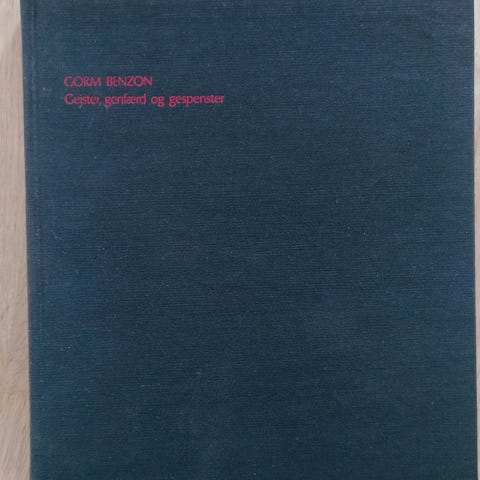 GORM BENZON
Gejster, genfærd og gespenster